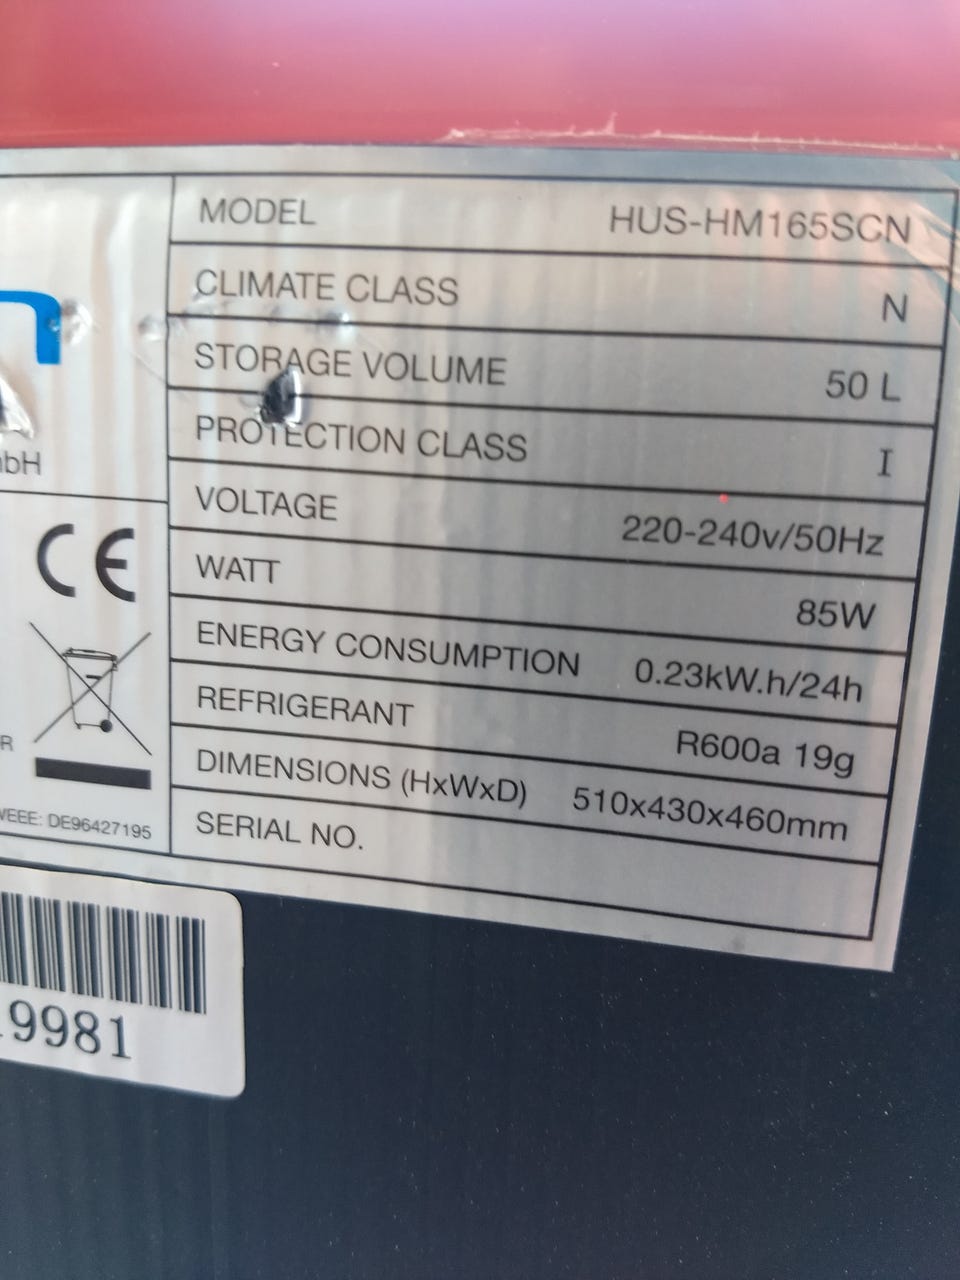 MODEL HUS-HM165SCN
CLIMATE CLASS N
STORAGE VOLUME 50 L
PROTECTION CLASS I
VOLTAGE 220-240v/50Hz
WATT 85W
ENERGY CONSUMPTION 0.23kW.h/24h
REFRIGERANT R600a 19g
DIMENSIONS (HxWxD) 510x430x460mm
SERIAL NO.
bH
CE
R
WEEE: DE96427195
9981